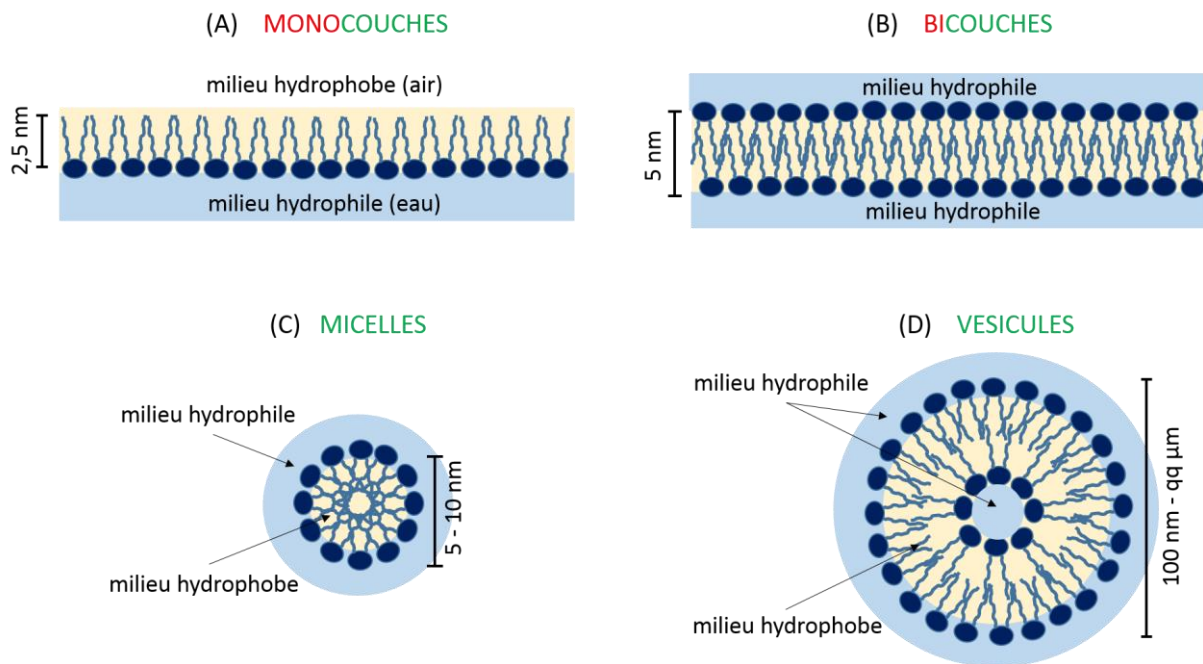 (A) MONOCOUCHES
milieu hydrophobe (air)
2,5 nm
milieu hydrophile (eau)
(B) BICOUCHES
milieu hydrophile
5 nm
milieu hydrophile
(C) MICELLES
milieu hydrophile
5 - 10 nm
milieu hydrophobe
(D) VESICULES
milieu hydrophile
100 nm - qq µm
milieu hydrophobe